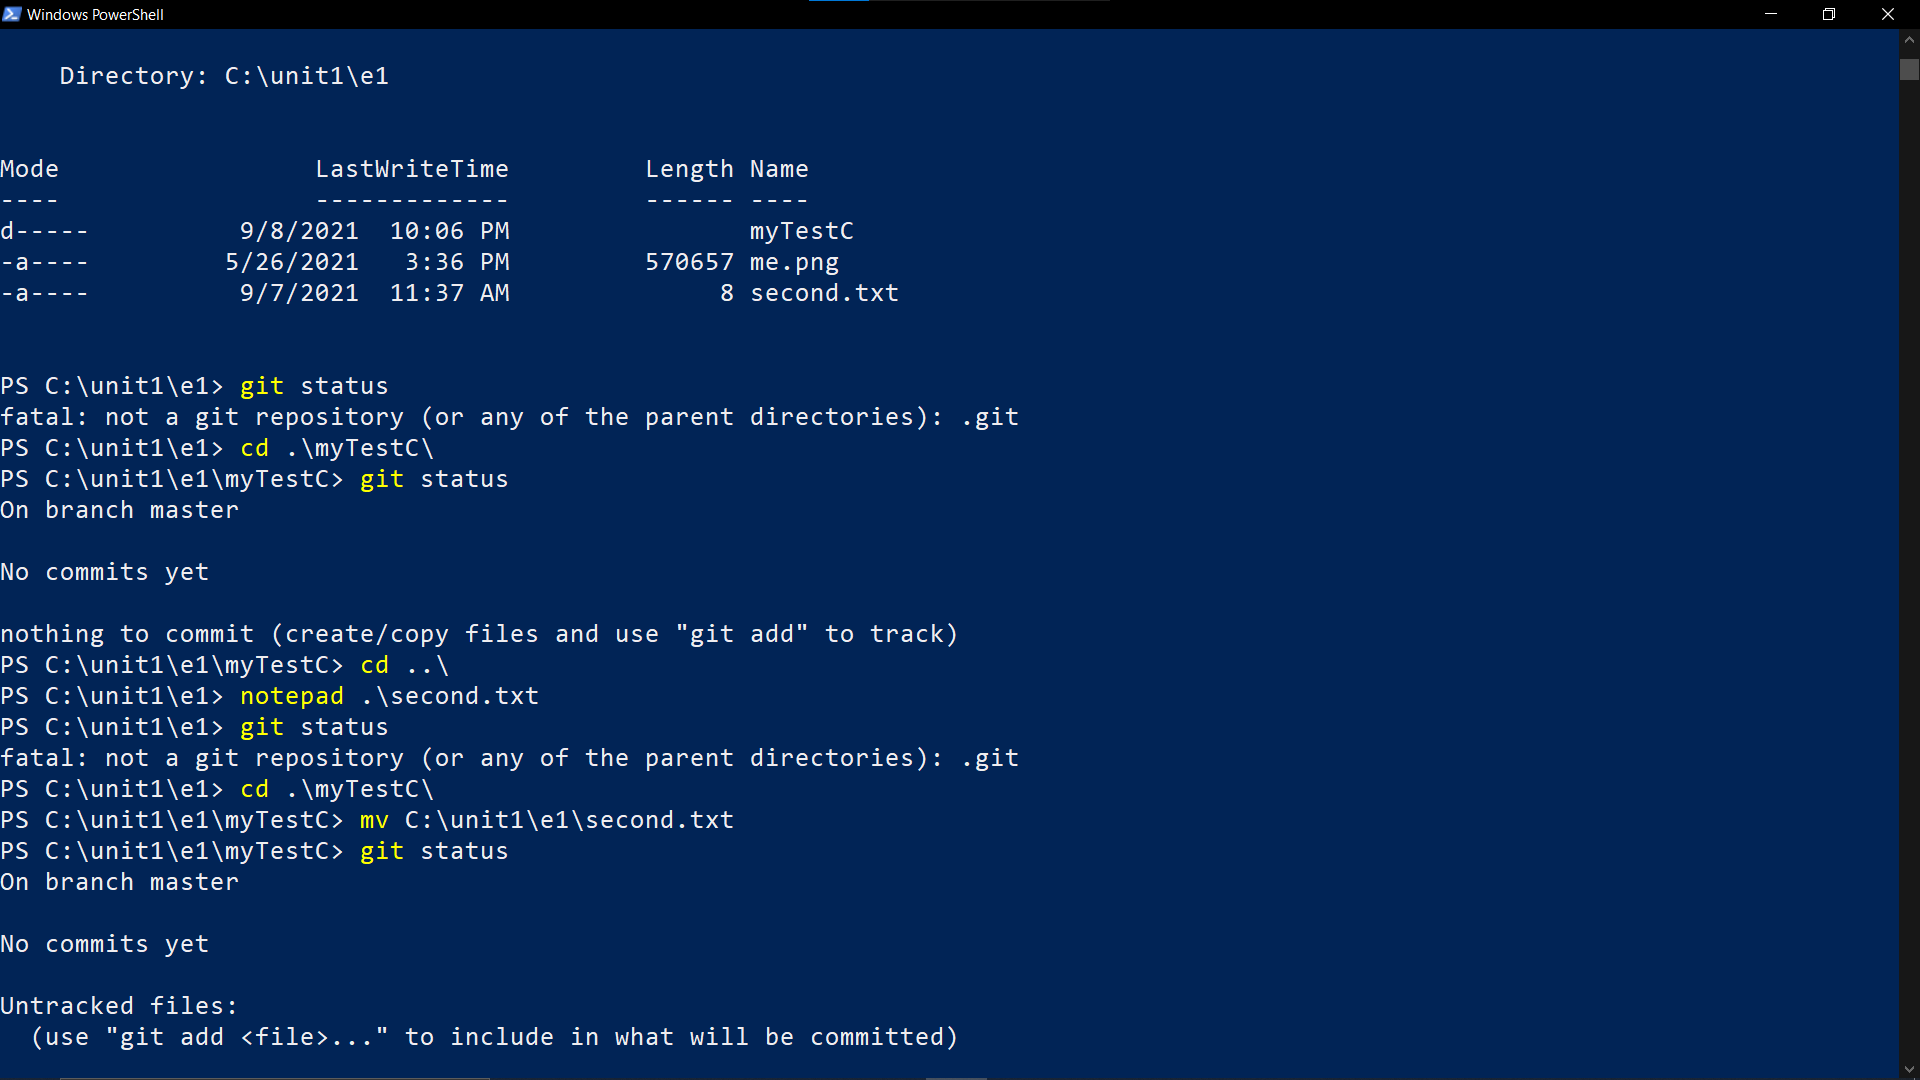 Windows PowerShell
Directory: C:\unit1\e1
Mode LastWriteTime Length Name
---- ------------- ------ ----
d----- 9/8/2021 10:06 PM myTestC
-a---- 5/26/2021 3:36 PM 570657 me.png
-a---- 9/7/2021 11:37 AM 8 second.txt
PS C:\unit1\e1> git status
fatal: not a git repository (or any of the parent directories): .git
PS C:\unit1\e1> cd .\myTestC\
PS C:\unit1\e1\myTestC> git status
On branch master
No commits yet
nothing to commit (create/copy files and use "git add" to track)
PS C:\unit1\e1\myTestC> cd ..\
PS C:\unit1\e1> notepad .\second.txt
PS C:\unit1\e1> git status
fatal: not a git repository (or any of the parent directories): .git
PS C:\unit1\e1> cd .\myTestC\
PS C:\unit1\e1\myTestC> mv C:\unit1\e1\second.txt
PS C:\unit1\e1\myTestC> git status
On branch master
No commits yet
Untracked files:
(use "git add <file>..." to include in what will be committed)